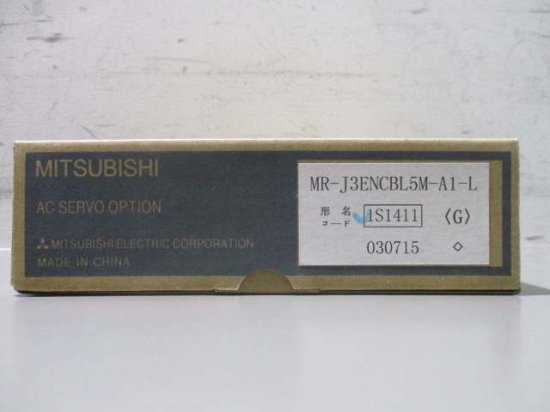 MITSUBISHI
AC SERVO OPTION
MITSUBISHI ELECTRIC CORPORATION
MADE IN CHINA
MR-J3ENCBL5M-A1-L
形名
コード 1S1411 〈G〉
030715 ◇